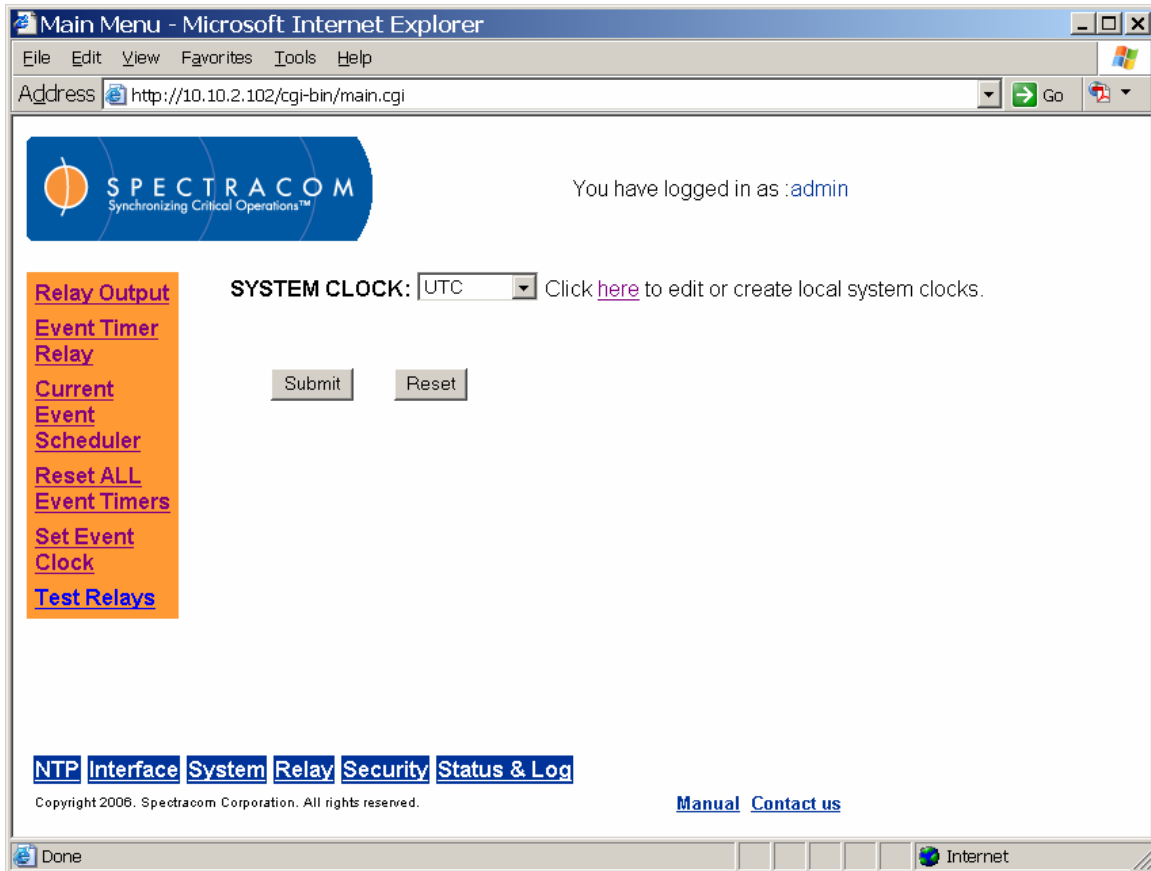 Main Menu - Microsoft Internet Explorer
File Edit View Favorites Tools Help
Address http://10.10.2.102/cgi-bin/main.cgi Go
SPECTRACOM
Synchronizing Critical Operations™
You have logged in as :admin
Relay Output
Event Timer
Relay
Current
Event
Scheduler
Reset ALL
Event Timers
Set Event
Clock
Test Relays
SYSTEM CLOCK: UTC Click here to edit or create local system clocks.
Submit Reset
NTP Interface System Relay Security Status & Log
Copyright 2006. Spectracom Corporation. All rights reserved.
Manual Contact us
Done Internet